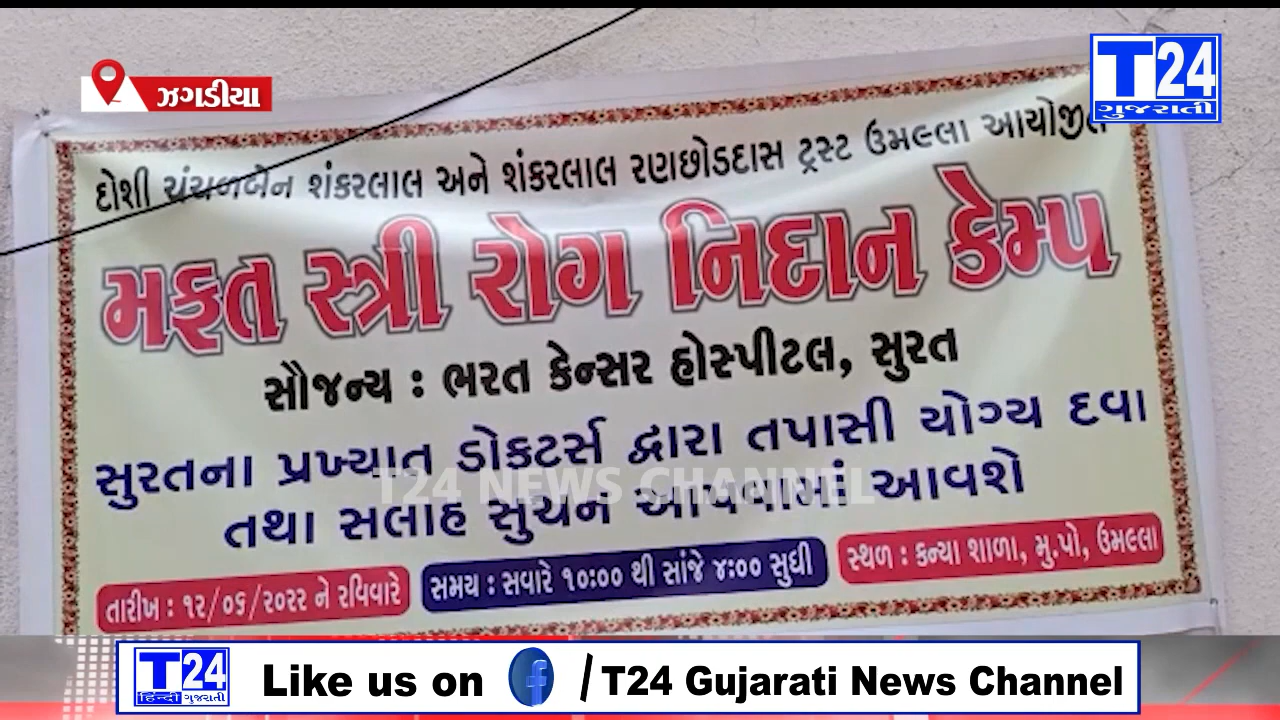 ઝગડીયા
T24
ગુજરાતી
દોશી ચંચળબેન શંકરલાલ અને શંકરલાલ રણછોડદાસ ટ્રસ્ટ ઉમલ્લા આયોજીત
મફત સ્ત્રી રોગ નિદાન કેમ્પ
સૌજન્ય : ભરત કેન્સર હોસ્પીટલ, સુરત
સુરતના પ્રખ્યાત ડોકટર્સ દ્વારા તપાસી યોગ્ય દવા
તથા સલાહ સુચન આપવામાં આવશે
T24 NEWS CHANNEL
તારીખ : ૧૨/૦૬/૨૦૨૨ ને રવિવારે
સમય : સવારે ૧૦:૦૦ થી સાંજે ૪:૦૦ સુધી
સ્થળ : કન્યા શાળા, મુ.પો, ઉમલ્લા
T24
हिन्दी ગુજરાતી
Like us on f / T24 Gujarati News Channel